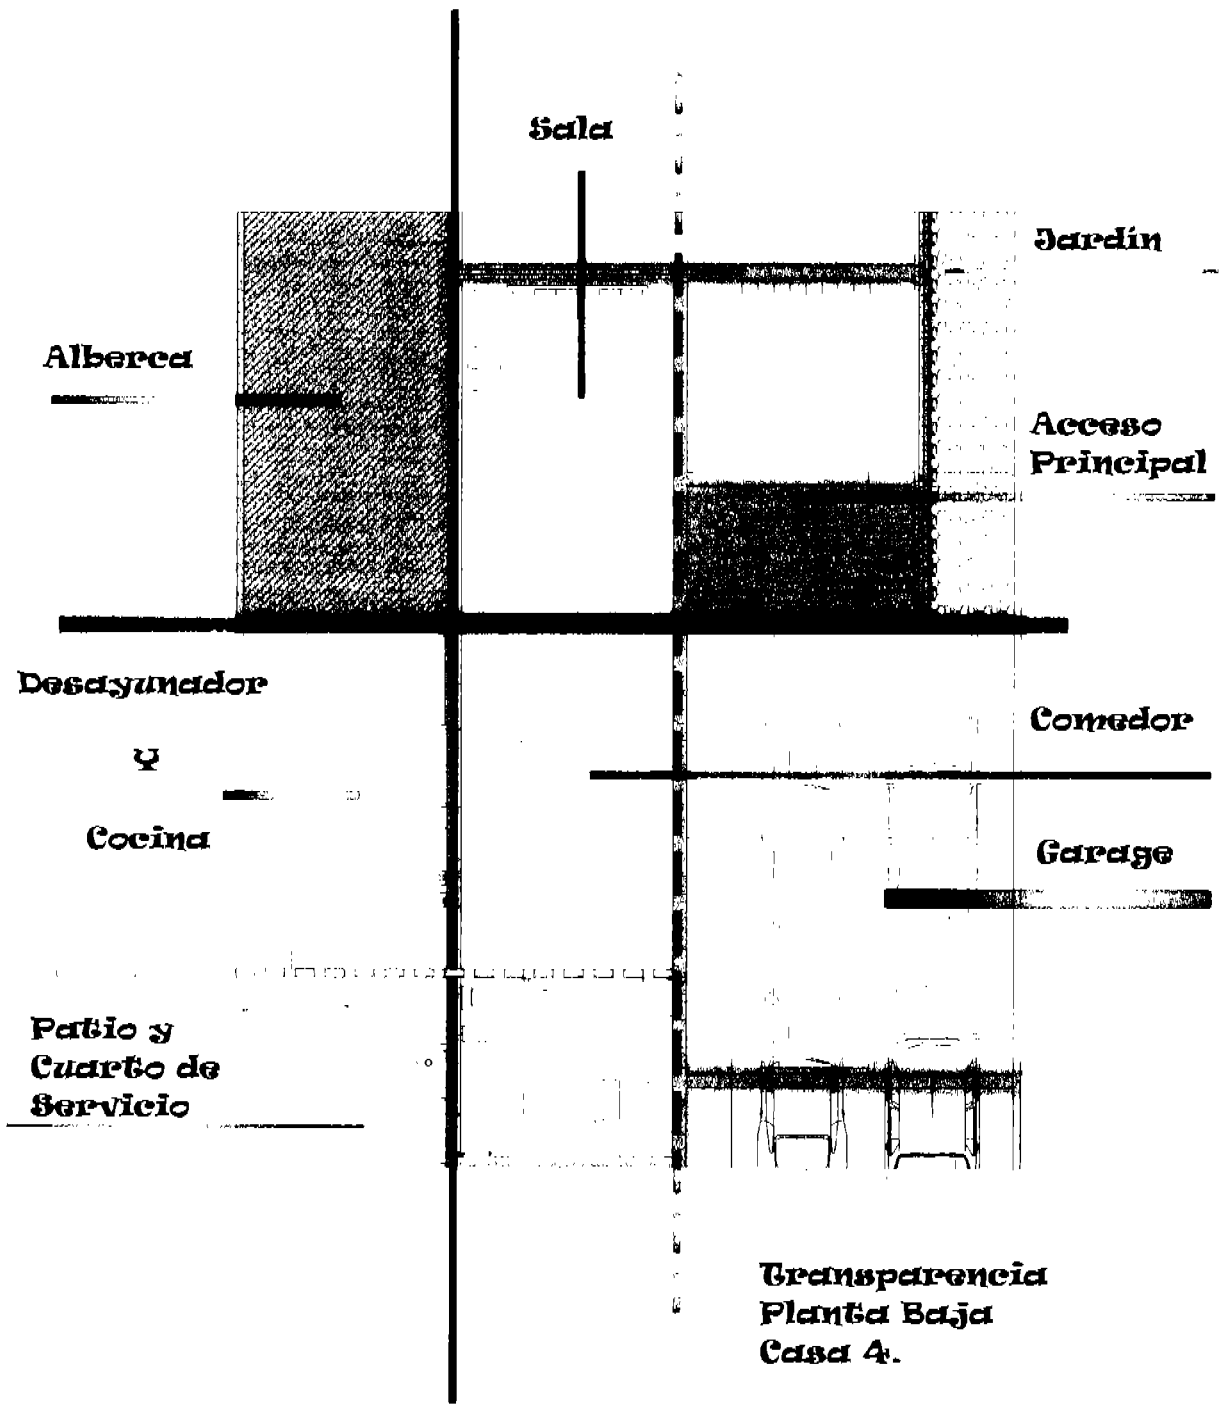 Sala
Jardín
Alberca
Acceso
Principal
Desayunador
Y
Cocina
Comedor
Garage
Patio y
Cuarto de
Servicio
Transparencia
Planta Baja
Casa 4.